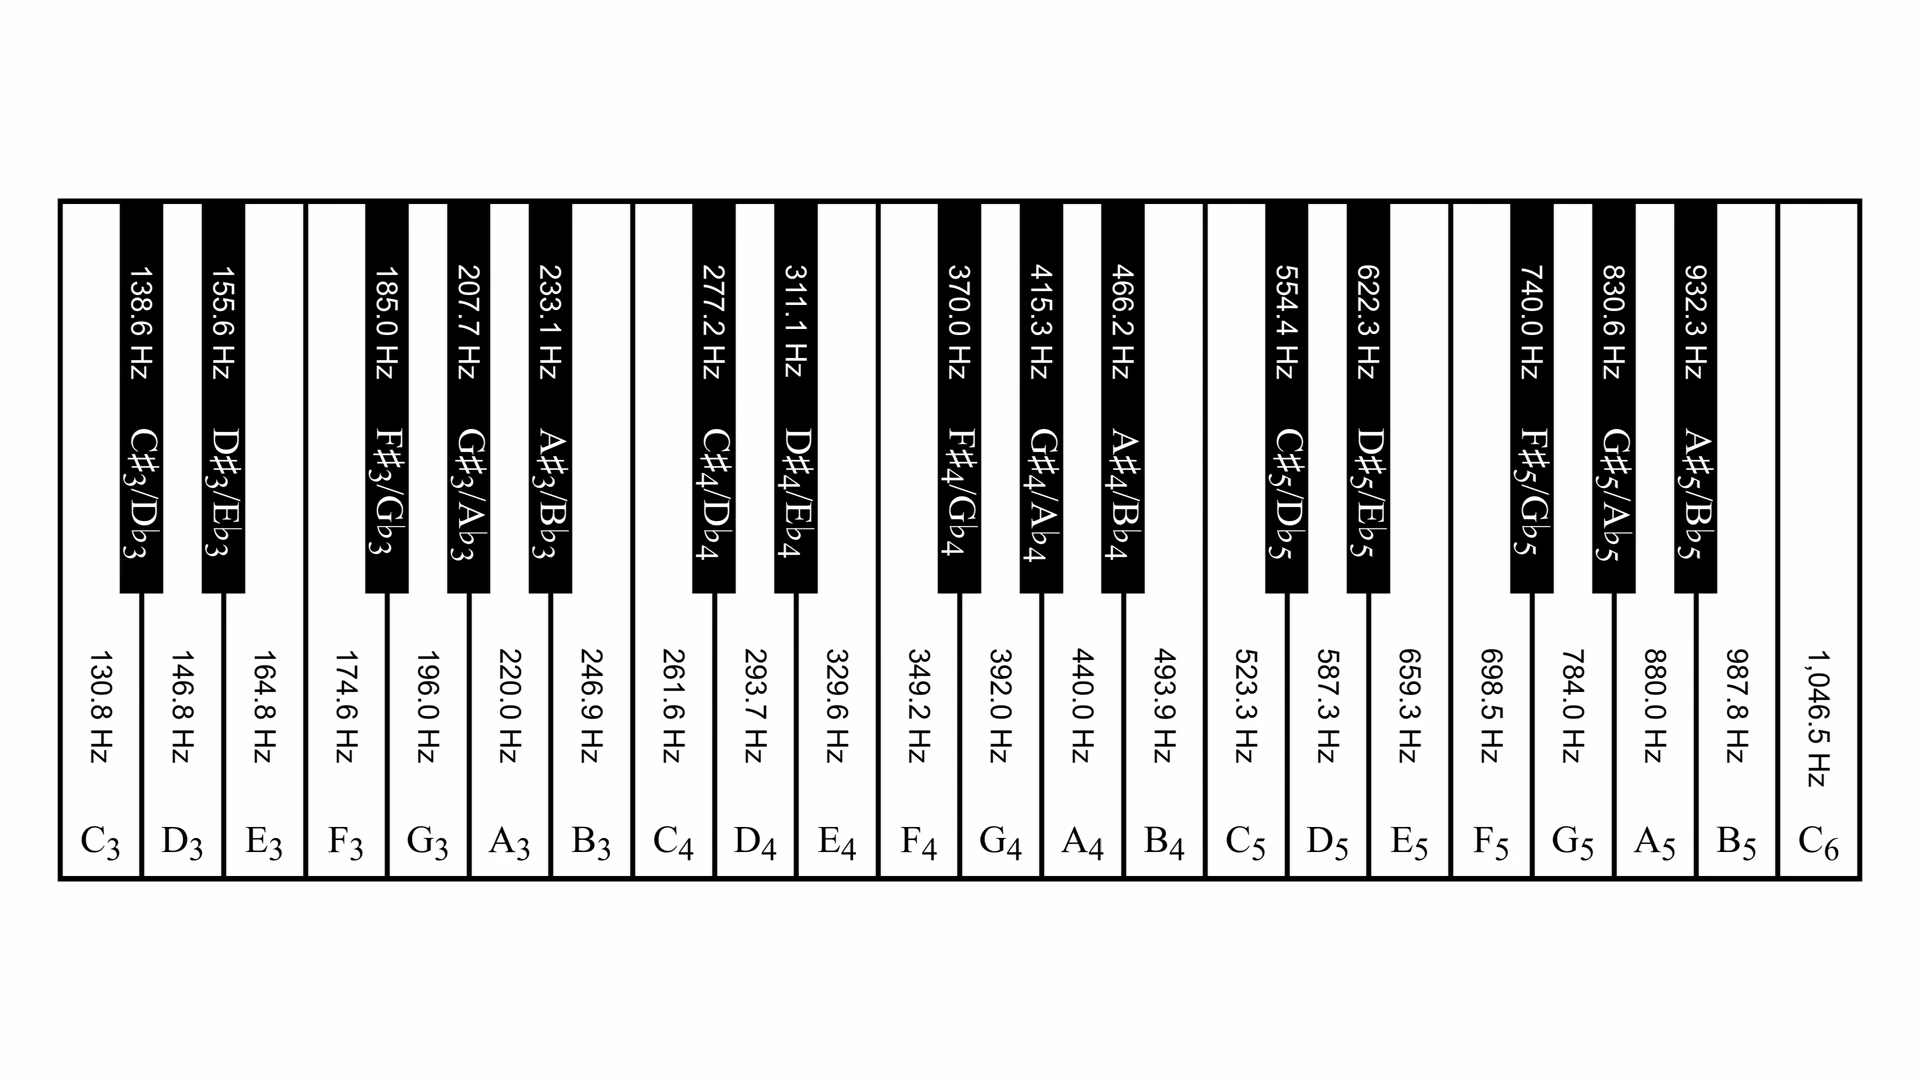 138.6 Hz C♯3/D♭3
155.6 Hz D♯3/E♭3
185.0 Hz F♯3/G♭3
207.7 Hz G♯3/A♭3
233.1 Hz A♯3/B♭3
277.2 Hz C♯4/D♭4
311.1 Hz D♯4/E♭4
370.0 Hz F♯4/G♭4
415.3 Hz G♯4/A♭4
466.2 Hz A♯4/B♭4
554.4 Hz C♯5/D♭5
622.3 Hz D♯5/E♭5
740.0 Hz F♯5/G♭5
830.6 Hz G♯5/A♭5
932.3 Hz A♯5/B♭5
130.8 Hz
146.8 Hz
164.8 Hz
174.6 Hz
196.0 Hz
220.0 Hz
246.9 Hz
261.6 Hz
293.7 Hz
329.6 Hz
349.2 Hz
392.0 Hz
440.0 Hz
493.9 Hz
523.3 Hz
587.3 Hz
659.3 Hz
698.5 Hz
784.0 Hz
880.0 Hz
987.8 Hz
1,046.5 Hz
C3 D3 E3 F3 G3 A3 B3 C4 D4 E4 F4 G4 A4 B4 C5 D5 E5 F5 G5 A5 B5 C6